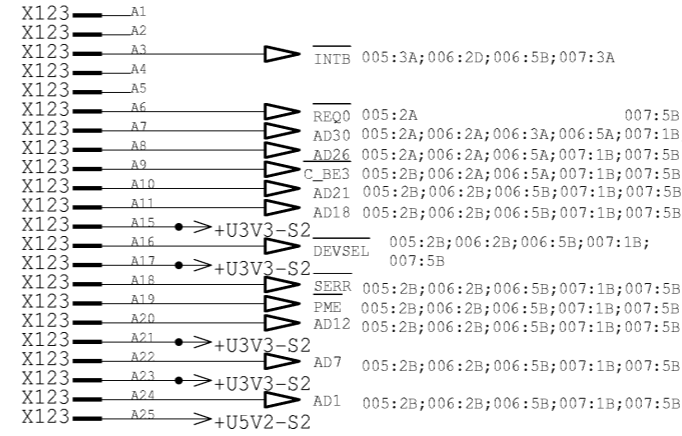 X123 A1
X123 A2
X123 A3 INTB 005:3A;006:2D;006:5B;007:3A
X123 A4
X123 A5
X123 A6 REQ0 005:2A 007:5B
X123 A7 AD30 005:2A;006:2A;006:3A;006:5A;007:1B
X123 A8 AD26 005:2A;006:2A;006:5A;007:1B;007:5B
X123 A9 C_BE3 005:2B;006:2A;006:5A;007:1B;007:5B
X123 A10 AD21 005:2B;006:2B;006:5B;007:1B;007:5B
X123 A11 AD18 005:2B;006:2B;006:5B;007:1B;007:5B
X123 A15 +U3V3-S2
X123 A16 DEVSEL 005:2B;006:2B;006:5B;007:1B;
007:5B
X123 A17 +U3V3-S2
X123 A18 SERR 005:2B;006:2B;006:5B;007:1B;007:5B
X123 A19 PME 005:2B;006:2B;006:5B;007:1B;007:5B
X123 A20 AD12 005:2B;006:2B;006:5B;007:1B;007:5B
X123 A21 +U3V3-S2
X123 A22 AD7 005:2B;006:2B;006:5B;007:1B;007:5B
X123 A23 +U3V3-S2
X123 A24 AD1 005:2B;006:2B;006:5B;007:1B;007:5B
X123 A25 +U5V2-S2